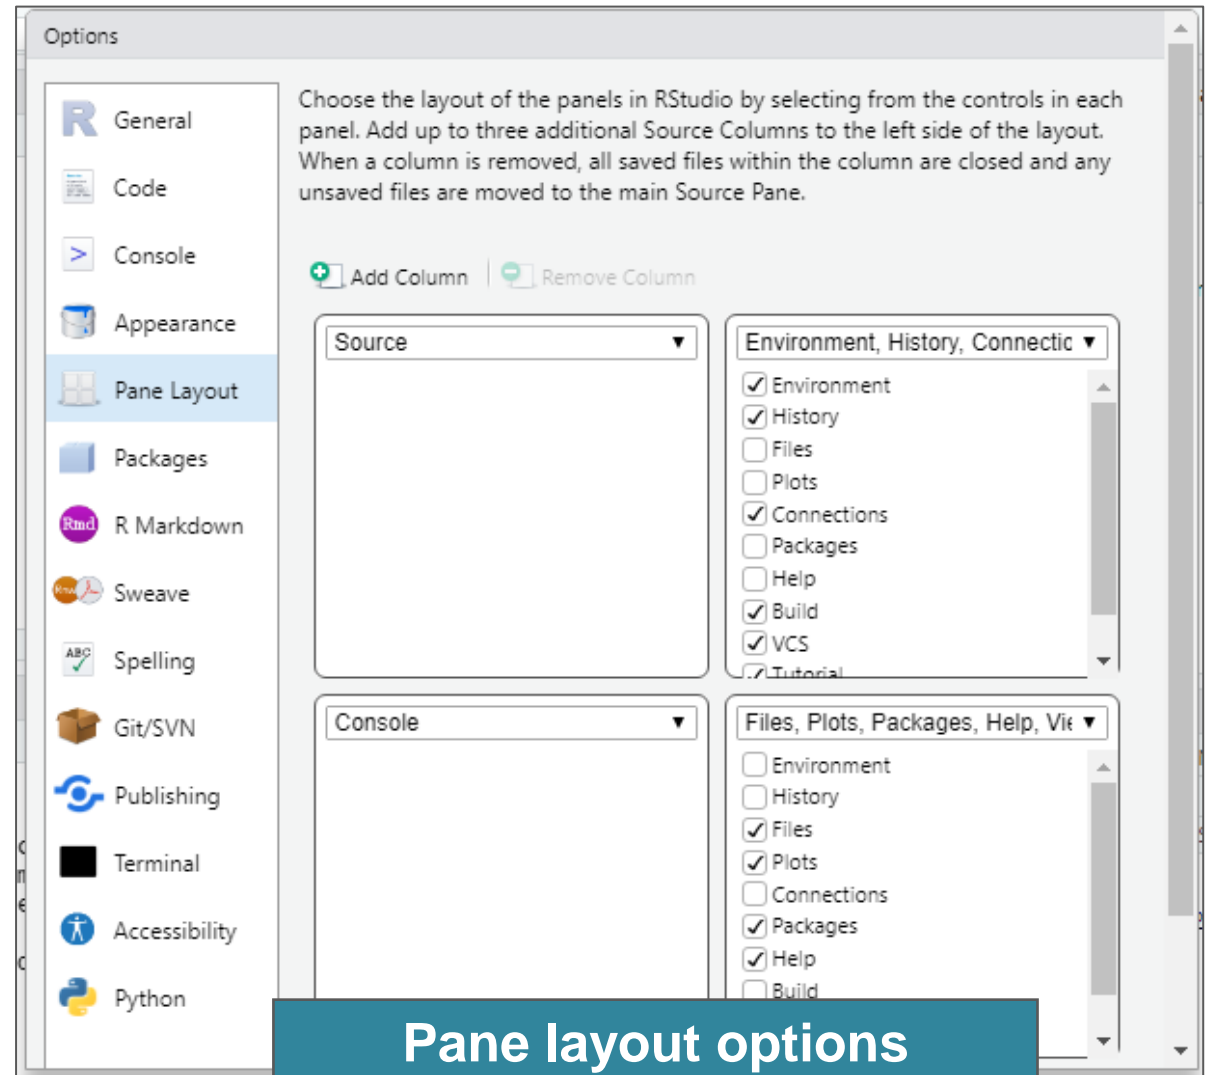 Options
General
Code
Console
Appearance
Pane Layout
Packages
R Markdown
Sweave
Spelling
Git/SVN
Publishing
Terminal
Accessibility
Python
Choose the layout of the panels in RStudio by selecting from the controls in each
panel. Add up to three additional Source Columns to the left side of the layout.
When a column is removed, all saved files within the column are closed and any
unsaved files are moved to the main Source Pane.
Add Column
Remove Column
Source
Environment, History, Connectic
Environment
History
Files
Plots
Connections
Packages
Help
Build
VCS
Tutorial
Console
Files, Plots, Packages, Help, Vie
Environment
History
Files
Plots
Connections
Packages
Help
Build
Pane layout options